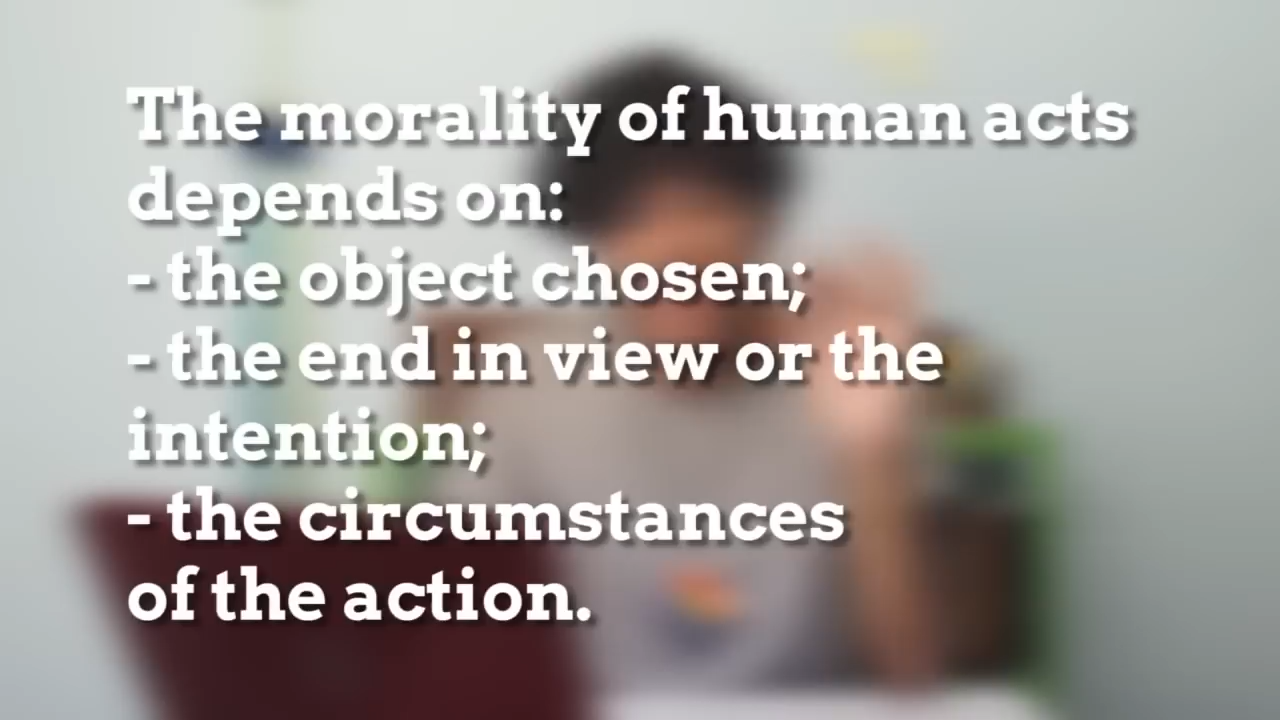 The morality of human acts
depends on:
- the object chosen;
- the end in view or the
intention;
- the circumstances
of the action.